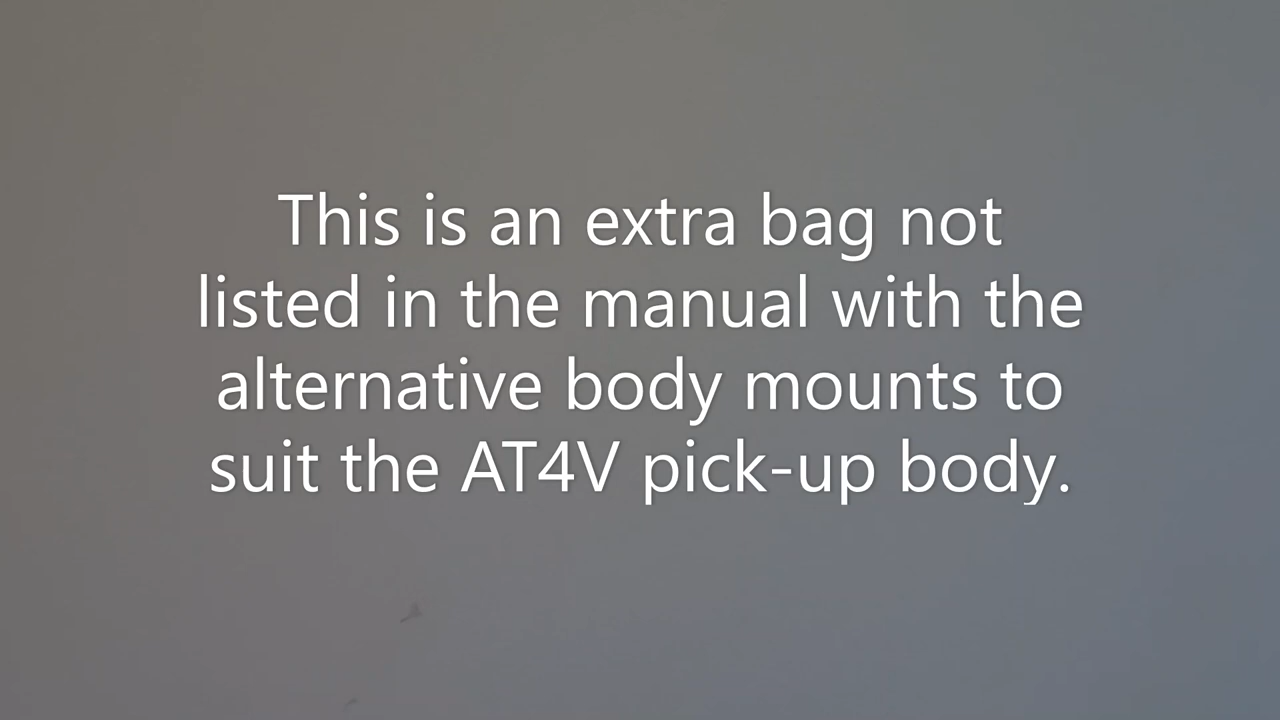 This is an extra bag not
listed in the manual with the
alternative body mounts to
suit the AT4V pick-up body.